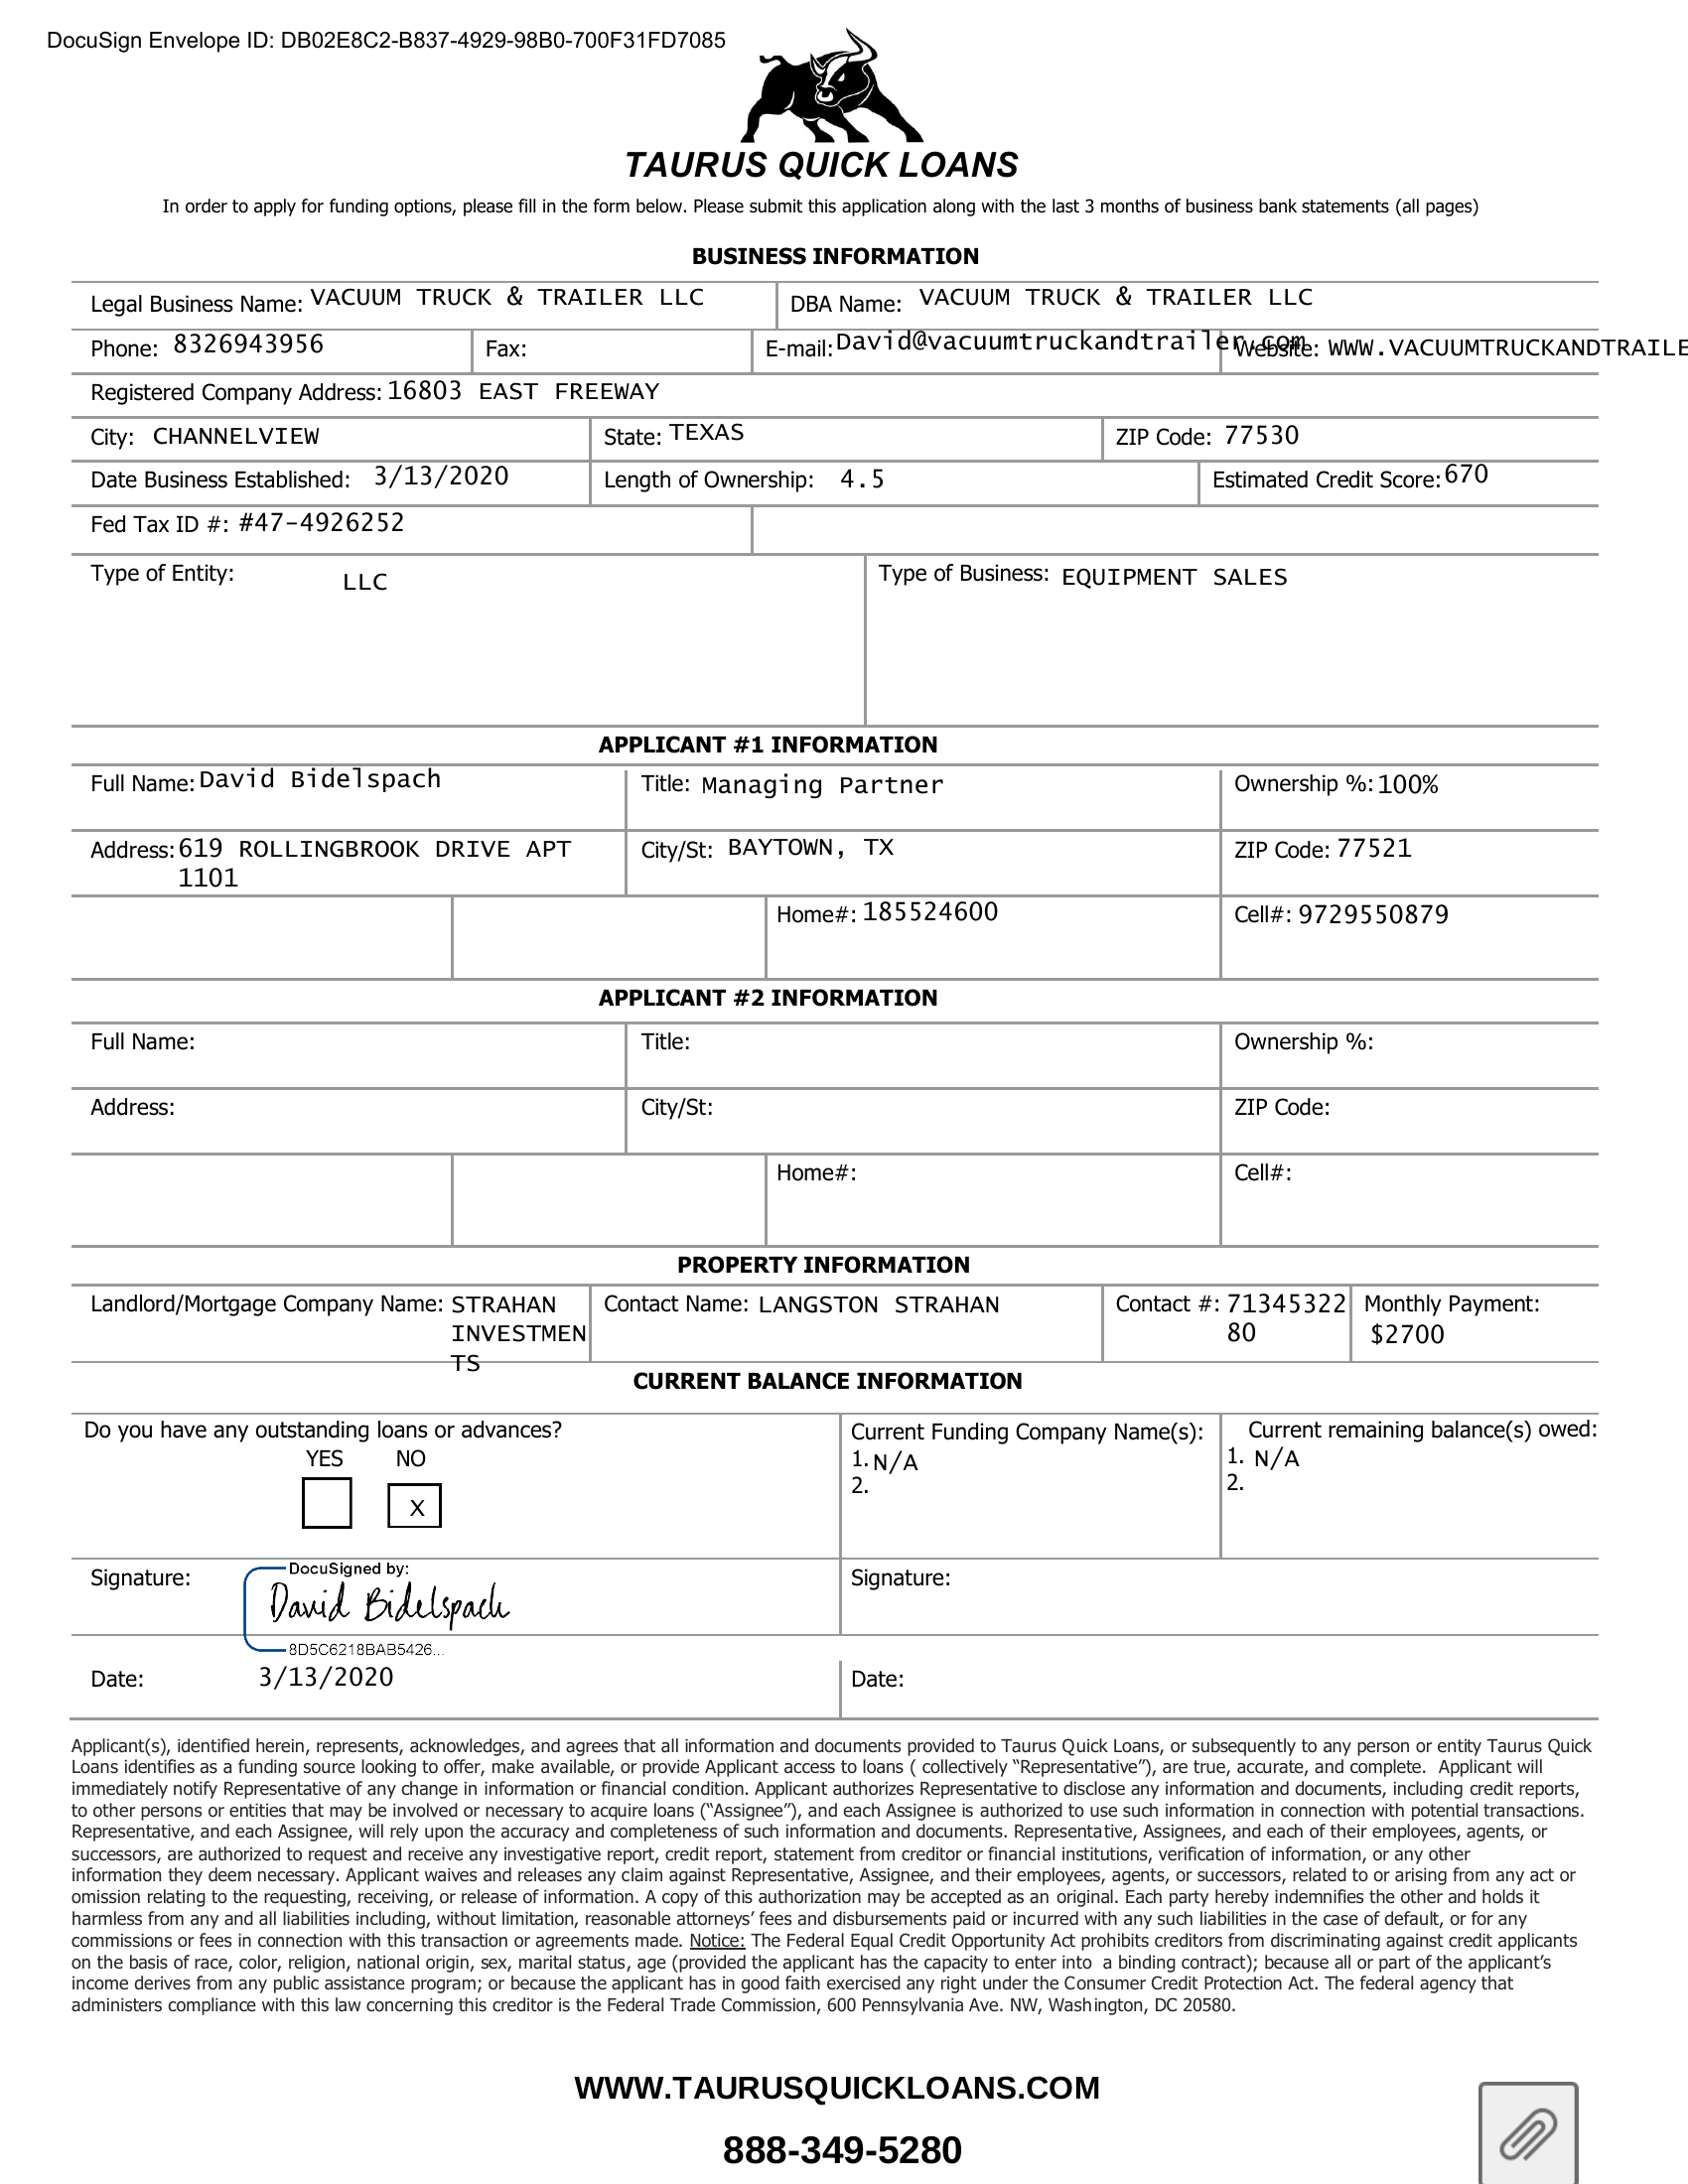 DocuSign Envelope ID: DB02E8C2-B837-4929-98B0-700F31FD7085
TAURUS QUICK LOANS
In order to apply for funding options, please fill in the form below. Please submit this application along with the last 3 months of business bank statements (all pages)
BUSINESS INFORMATION
Legal Business Name: VACUUM TRUCK & TRAILER LLC DBA Name: VACUUM TRUCK & TRAILER LLC
Phone: 8326943956 Fax: E-mail: David@vacuumtruckandtrailer.com Website: WWW.VACUUMTRUCKANDTRAILE
Registered Company Address: 16803 EAST FREEWAY
City: CHANNELVIEW State: TEXAS ZIP Code: 77530
Date Business Established: 3/13/2020 Length of Ownership: 4.5 Estimated Credit Score: 670
Fed Tax ID #: #47-4926252
Type of Entity: LLC Type of Business: EQUIPMENT SALES
APPLICANT #1 INFORMATION
Full Name: David Bidelspach Title: Managing Partner Ownership %: 100%
Address: 619 ROLLINGBROOK DRIVE APT City/St: BAYTOWN, TX ZIP Code: 77521
1101
Home#: 185524600 Cell#: 9729550879
APPLICANT #2 INFORMATION
Full Name: Title: Ownership %:
Address: City/St: ZIP Code:
Home#: Cell#:
PROPERTY INFORMATION
Landlord/Mortgage Company Name: STRAHAN Contact Name: LANGSTON STRAHAN Contact #: 71345322 Monthly Payment:
INVESTMEN 80 $2700
TS
CURRENT BALANCE INFORMATION
Do you have any outstanding loans or advances? Current Funding Company Name(s): Current remaining balance(s) owed:
YES NO 1. N/A 1. N/A
2. 2.
X
Signature: DocuSigned by: Signature:
David Bidelspach
8D5C6218BAB5426...
Date: 3/13/2020 Date:
Applicant(s), identified herein, represents, acknowledges, and agrees that all information and documents provided to Taurus Quick Loans, or subsequently to any person or entity Taurus Quick
Loans identifies as a funding source looking to offer, make available, or provide Applicant access to loans ( collectively “Representative”), are true, accurate, and complete. Applicant will
immediately notify Representative of any change in information or financial condition. Applicant authorizes Representative to disclose any information and documents, including credit reports,
to other persons or entities that may be involved or necessary to acquire loans (“Assignee”), and each Assignee is authorized to use such information in connection with potential transactions.
Representative, and each Assignee, will rely upon the accuracy and completeness of such information and documents. Representative, Assignees, and each of their employees, agents, or
successors, are authorized to request and receive any investigative report, credit report, statement from creditor or financial institutions, verification of information, or any other
information they deem necessary. Applicant waives and releases any claim against Representative, Assignee, and their employees, agents, or successors, related to or arising from any act or
omission relating to the requesting, receiving, or release of information. A copy of this authorization may be accepted as an original. Each party hereby indemnifies the other and holds it
harmless from any and all liabilities including, without limitation, reasonable attorneys’ fees and disbursements paid or incurred with any such liabilities in the case of default, or for any
commissions or fees in connection with this transaction or agreements made. Notice: The Federal Equal Credit Opportunity Act prohibits creditors from discriminating against credit applicants
on the basis of race, color, religion, national origin, sex, marital status, age (provided the applicant has the capacity to enter into a binding contract); because all or part of the applicant’s
income derives from any public assistance program; or because the applicant has in good faith exercised any right under the Consumer Credit Protection Act. The federal agency that
administers compliance with this law concerning this creditor is the Federal Trade Commission, 600 Pennsylvania Ave. NW, Washington, DC 20580.
WWW.TAURUSQUICKLOANS.COM
888-349-5280